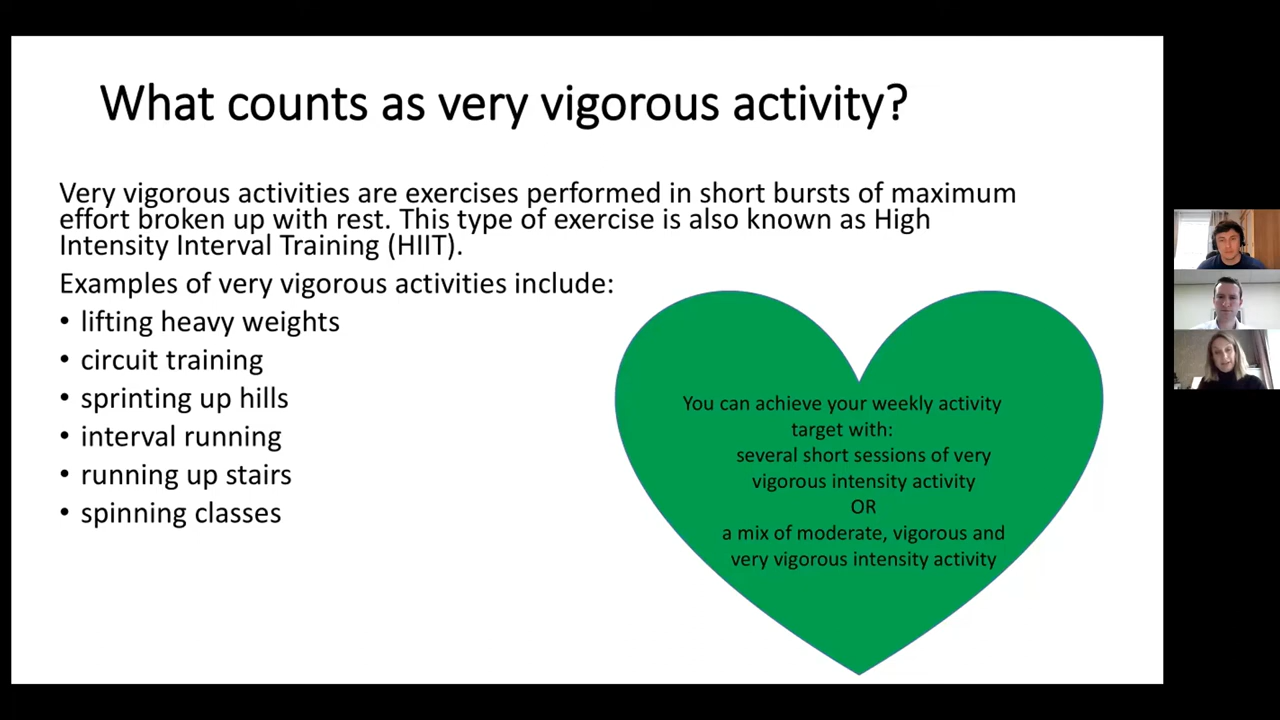 What counts as very vigorous activity?
Very vigorous activities are exercises performed in short bursts of maximum
effort broken up with rest. This type of exercise is also known as High
Intensity Interval Training (HIIT).
Examples of very vigorous activities include:
• lifting heavy weights
• circuit training
• sprinting up hills
• interval running
• running up stairs
• spinning classes
You can achieve your weekly activity
target with:
several short sessions of very
vigorous intensity activity
OR
a mix of moderate, vigorous and
very vigorous intensity activity